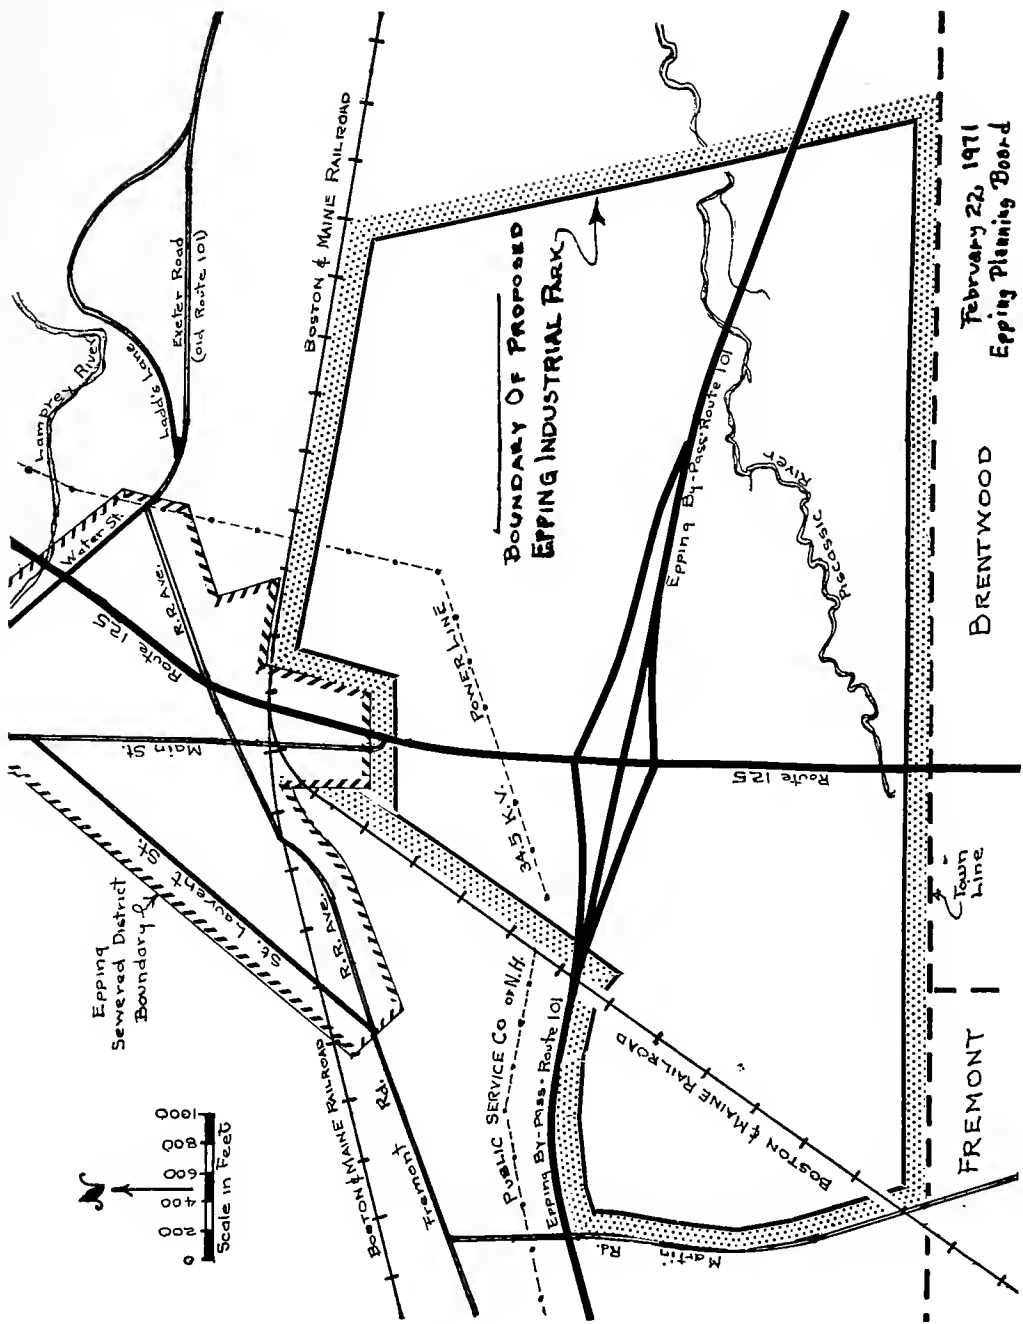 BOUNDARY OF PROPOSED
EPPING INDUSTRIAL PARK
February 22, 1971
Epping Planning Board
Epping
Sewered District
Boundary
N
0 200 400 600 800 1000
Scale in Feet
St. Laurent St.
Main St.
Route 125
Water St.
R.R. Ave.
Lamprey River
Ladd's Lane
Exeter Road
(old Route 101)
BOSTON & MAINE RAILROAD
R.R. Ave.
BOSTON & MAINE RAILROAD
Fremont Rd.
PUBLIC SERVICE CO OF N.H.
34.5 K.V. POWER LINE
Epping By-Pass-Route 101
Epping By-Pass-Route 101
BOSTON & MAINE RAILROAD
Martin Rd.
Route 125
Piscassic River
FREMONT
Town
Line
BRENTWOOD